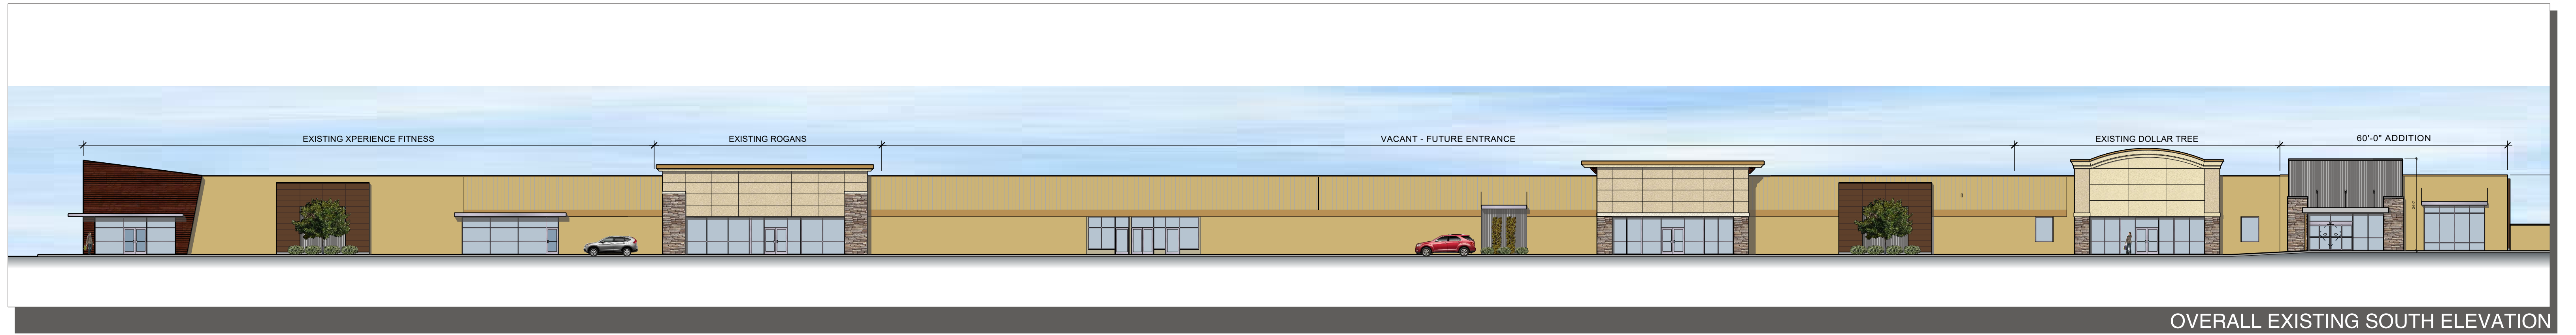 EXISTING XPERIENCE FITNESS
EXISTING ROGANS
VACANT - FUTURE ENTRANCE
EXISTING DOLLAR TREE
60'-0" ADDITION
OVERALL EXISTING SOUTH ELEVATION